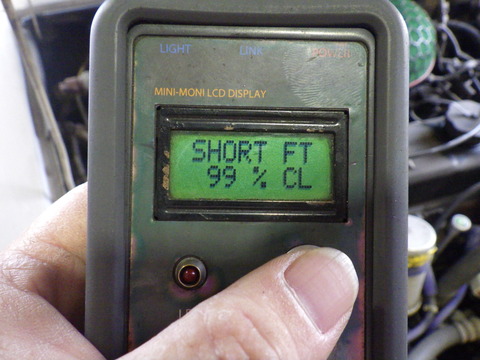 LIGHT LINK POWER
MINI-MONI LCD DISPLAY
SHORT FT
99 % CL